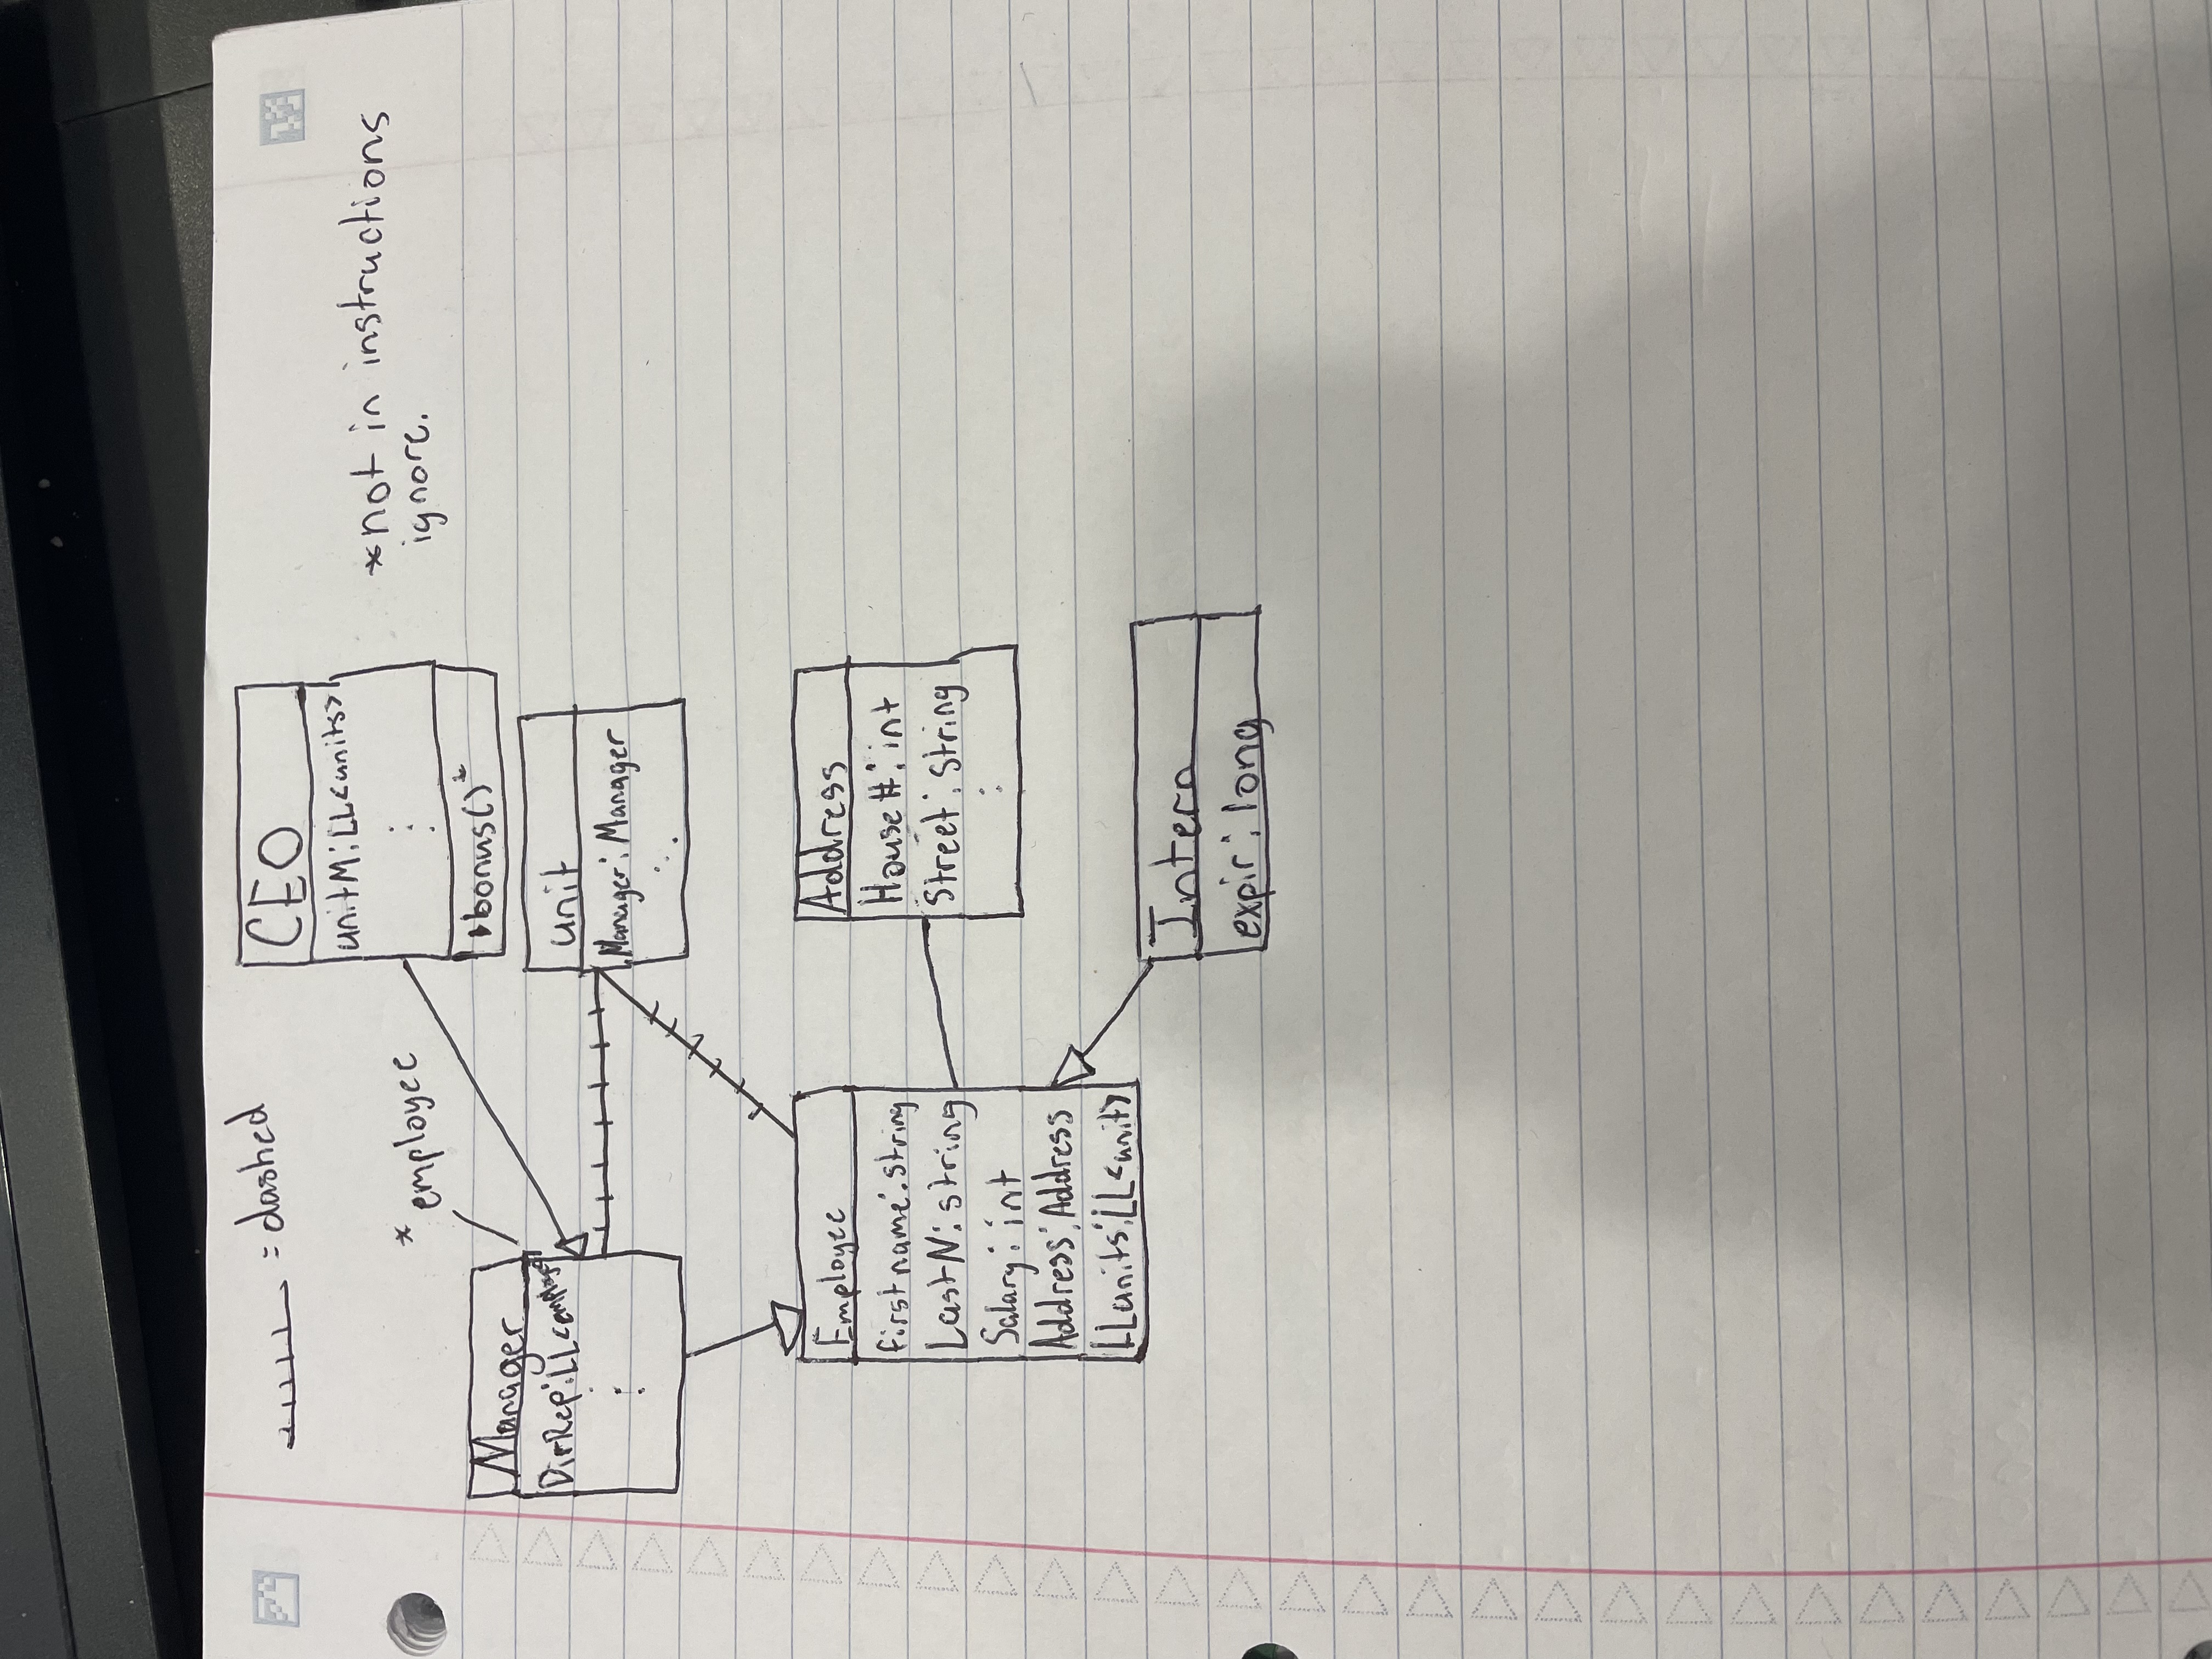 = dashed
CEO
unitM:LL<units>
*not in instructions
ignore.
* employee
bonus()*
Manager
DirRep:LL<employee
unit
Manager: Manager
Employee
first name: string
LastN: string
Salary: int
Address: Address
LLunits:LL<unit>
Address
House#: int
Street: String
Intern
expir: long